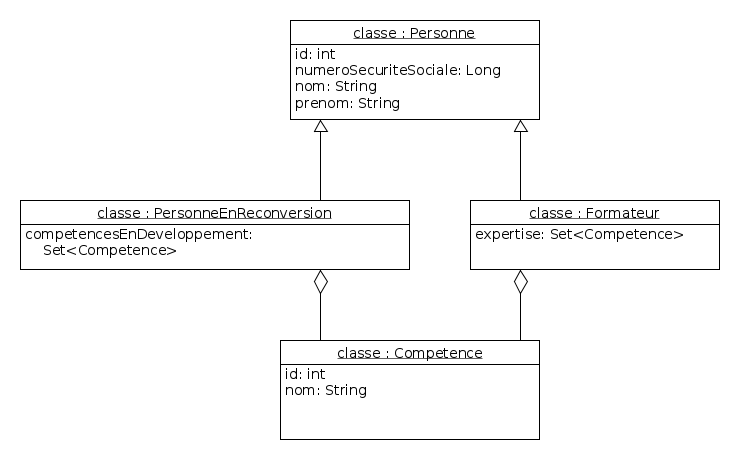 classe : Personne
id: int
numeroSecuriteSociale: Long
nom: String
prenom: String
classe : PersonneEnReconversion
competencesEnDeveloppement:
Set<Competence>
classe : Formateur
expertise: Set<Competence>
classe : Competence
id: int
nom: String